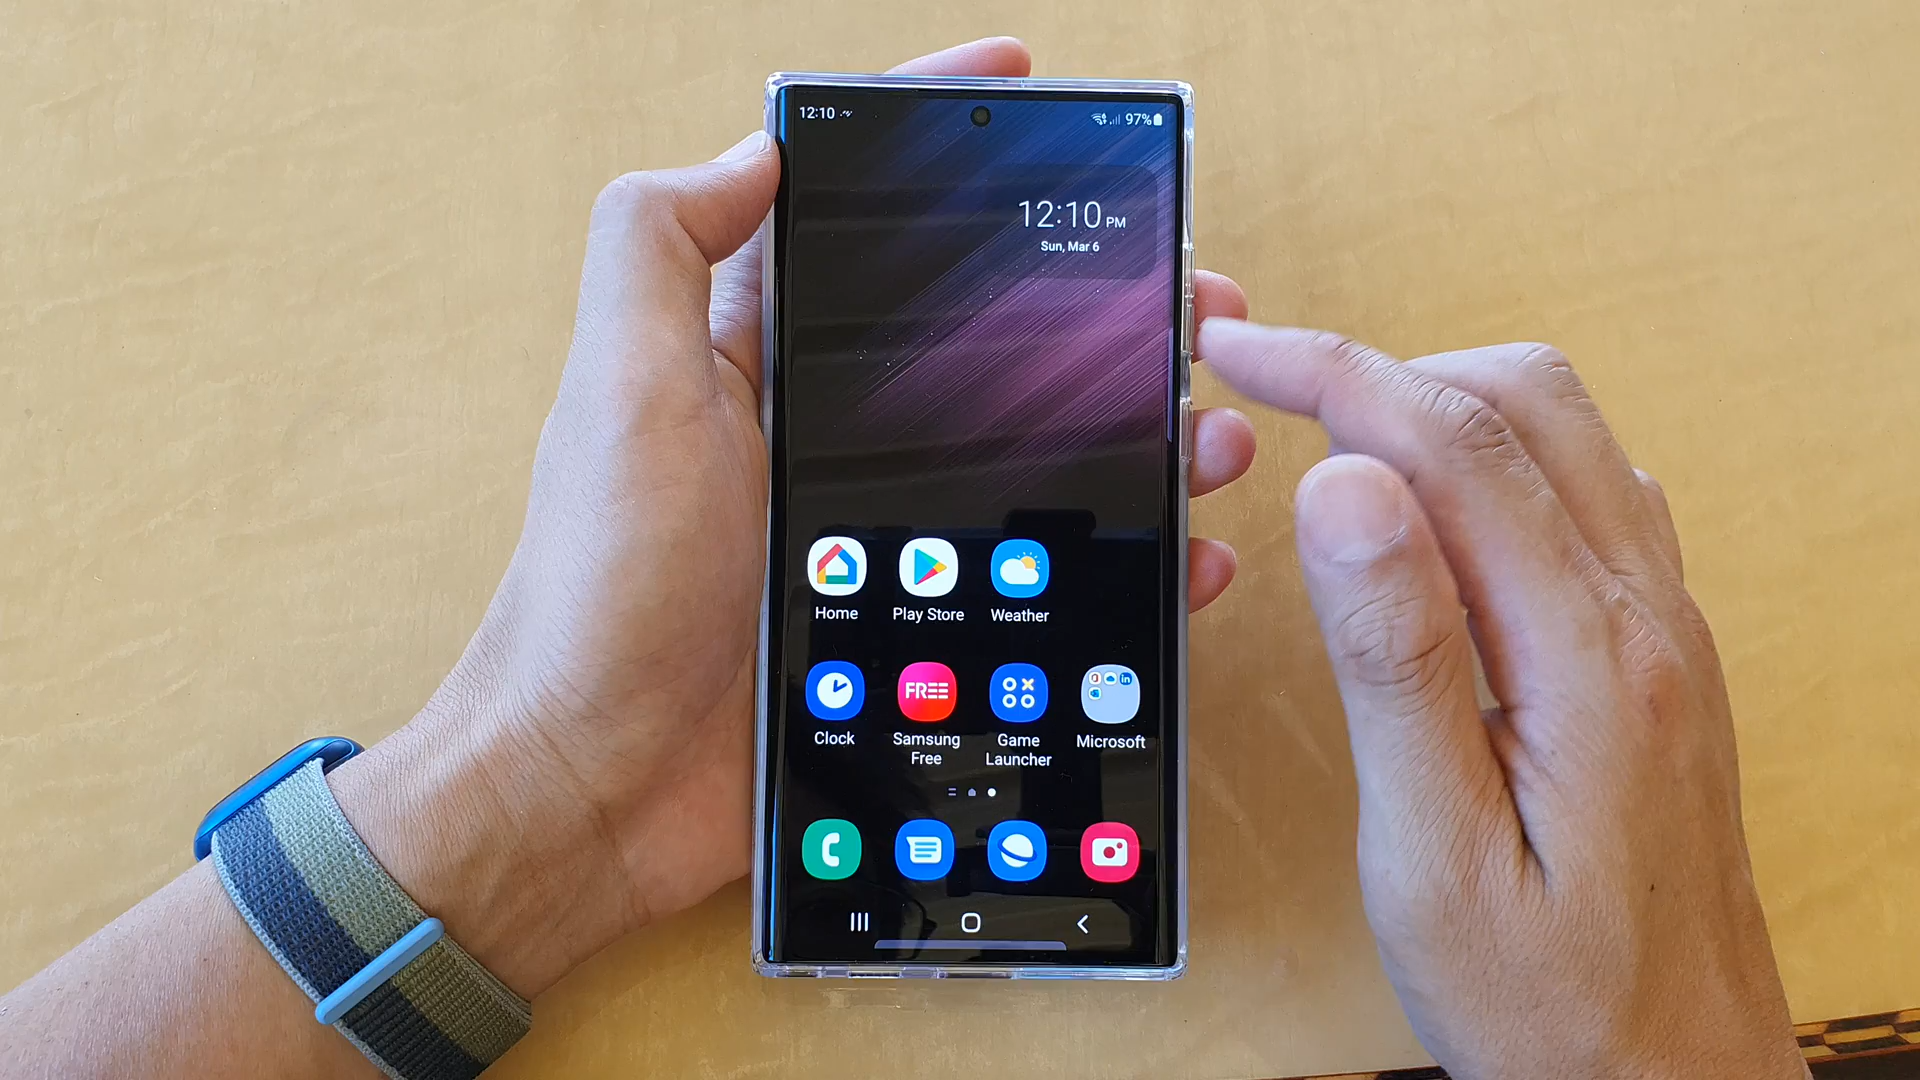 12:10
97%
12:10 PM
Sun, Mar 6
Home
Play Store
Weather
FREE
in
Clock
Samsung
Free
Game
Launcher
Microsoft